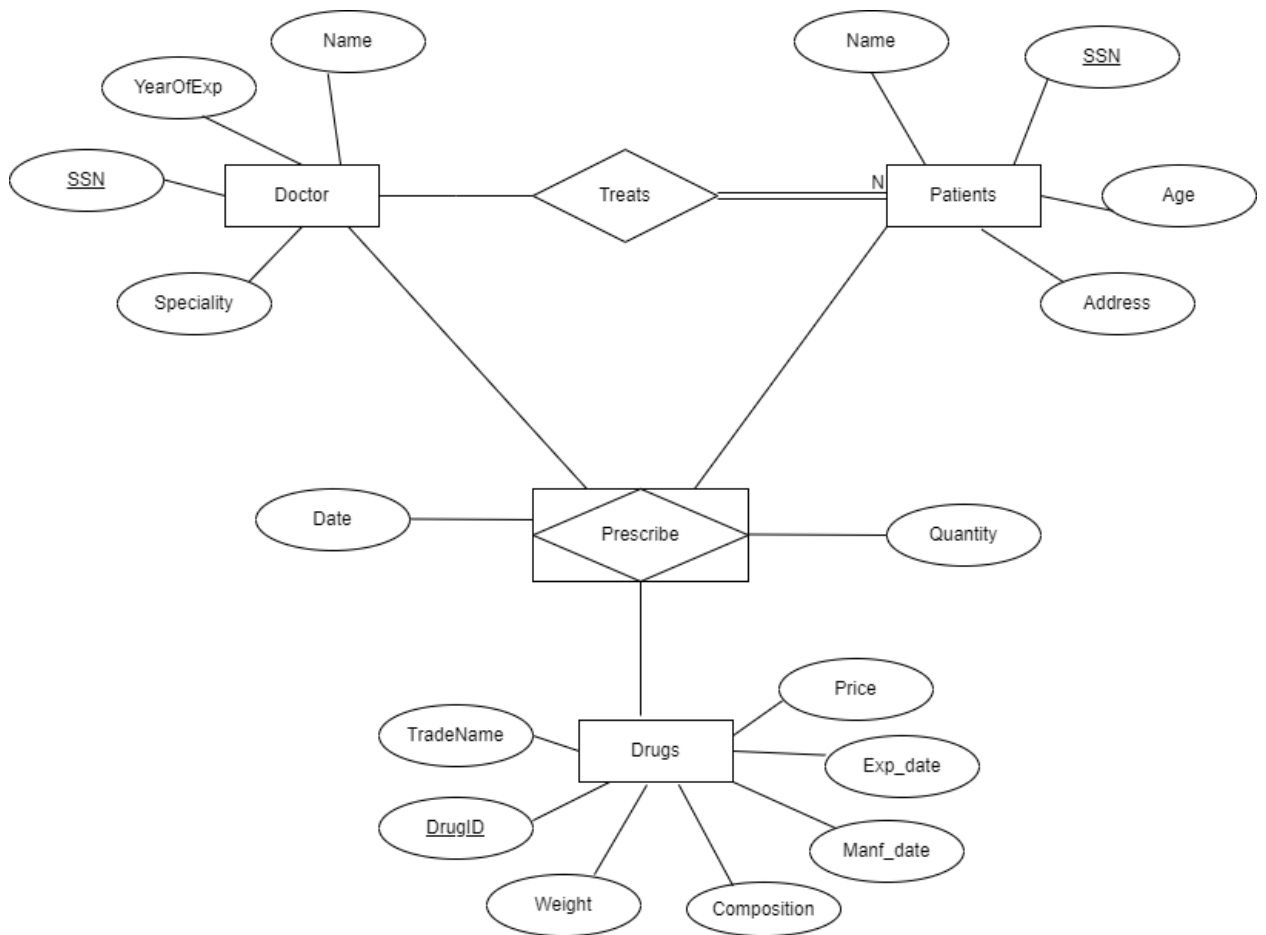 Name
Name
SSN
YearOfExp
SSN
Doctor
Treats
N
Patients
Age
Speciality
Address
Date
Prescribe
Quantity
Price
TradeName
Drugs
Exp_date
DrugID
Manf_date
Weight
Composition